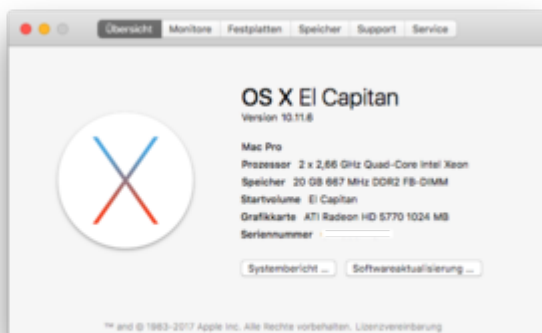 Übersicht Monitore Festplatten Speicher Support Service
OS X El Capitan
Version 10.11.6
Mac Pro
Prozessor 2 x 2,66 GHz Quad-Core Intel Xeon
Speicher 20 GB 667 MHz DDR2 FB-DIMM
Startvolume El Capitan
Grafikkarte ATI Radeon HD 5770 1024 MB
Seriennummer
Systembericht ... Softwareaktualisierung ...
™ and © 1983-2017 Apple Inc. Alle Rechte vorbehalten. Lizenzvereinbarung